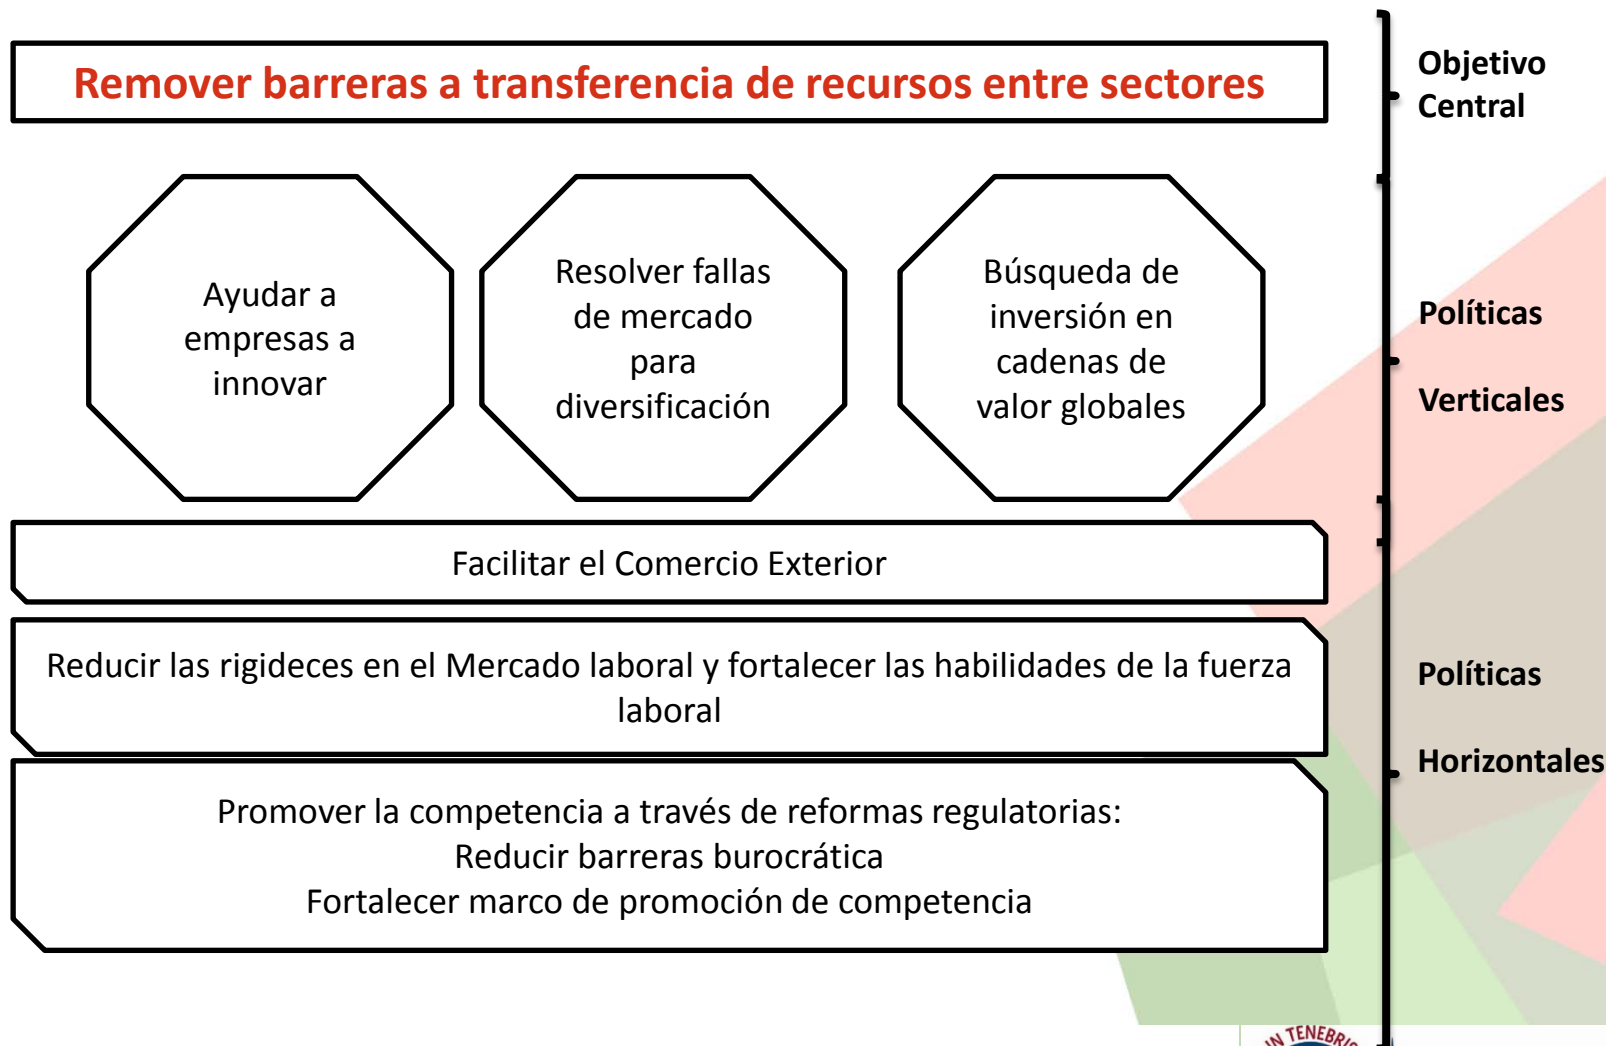 Remover barreras a transferencia de recursos entre sectores
Objetivo
Central
Ayudar a
empresas a
innovar
Resolver fallas
de mercado
para
diversificación
Búsqueda de
inversión en
cadenas de
valor globales
Políticas
Verticales
Facilitar el Comercio Exterior
Reducir las rigideces en el Mercado laboral y fortalecer las habilidades de la fuerza
laboral
Promover la competencia a través de reformas regulatorias:
Reducir barreras burocrática
Fortalecer marco de promoción de competencia
Políticas
Horizontales
IN TENEBRIS